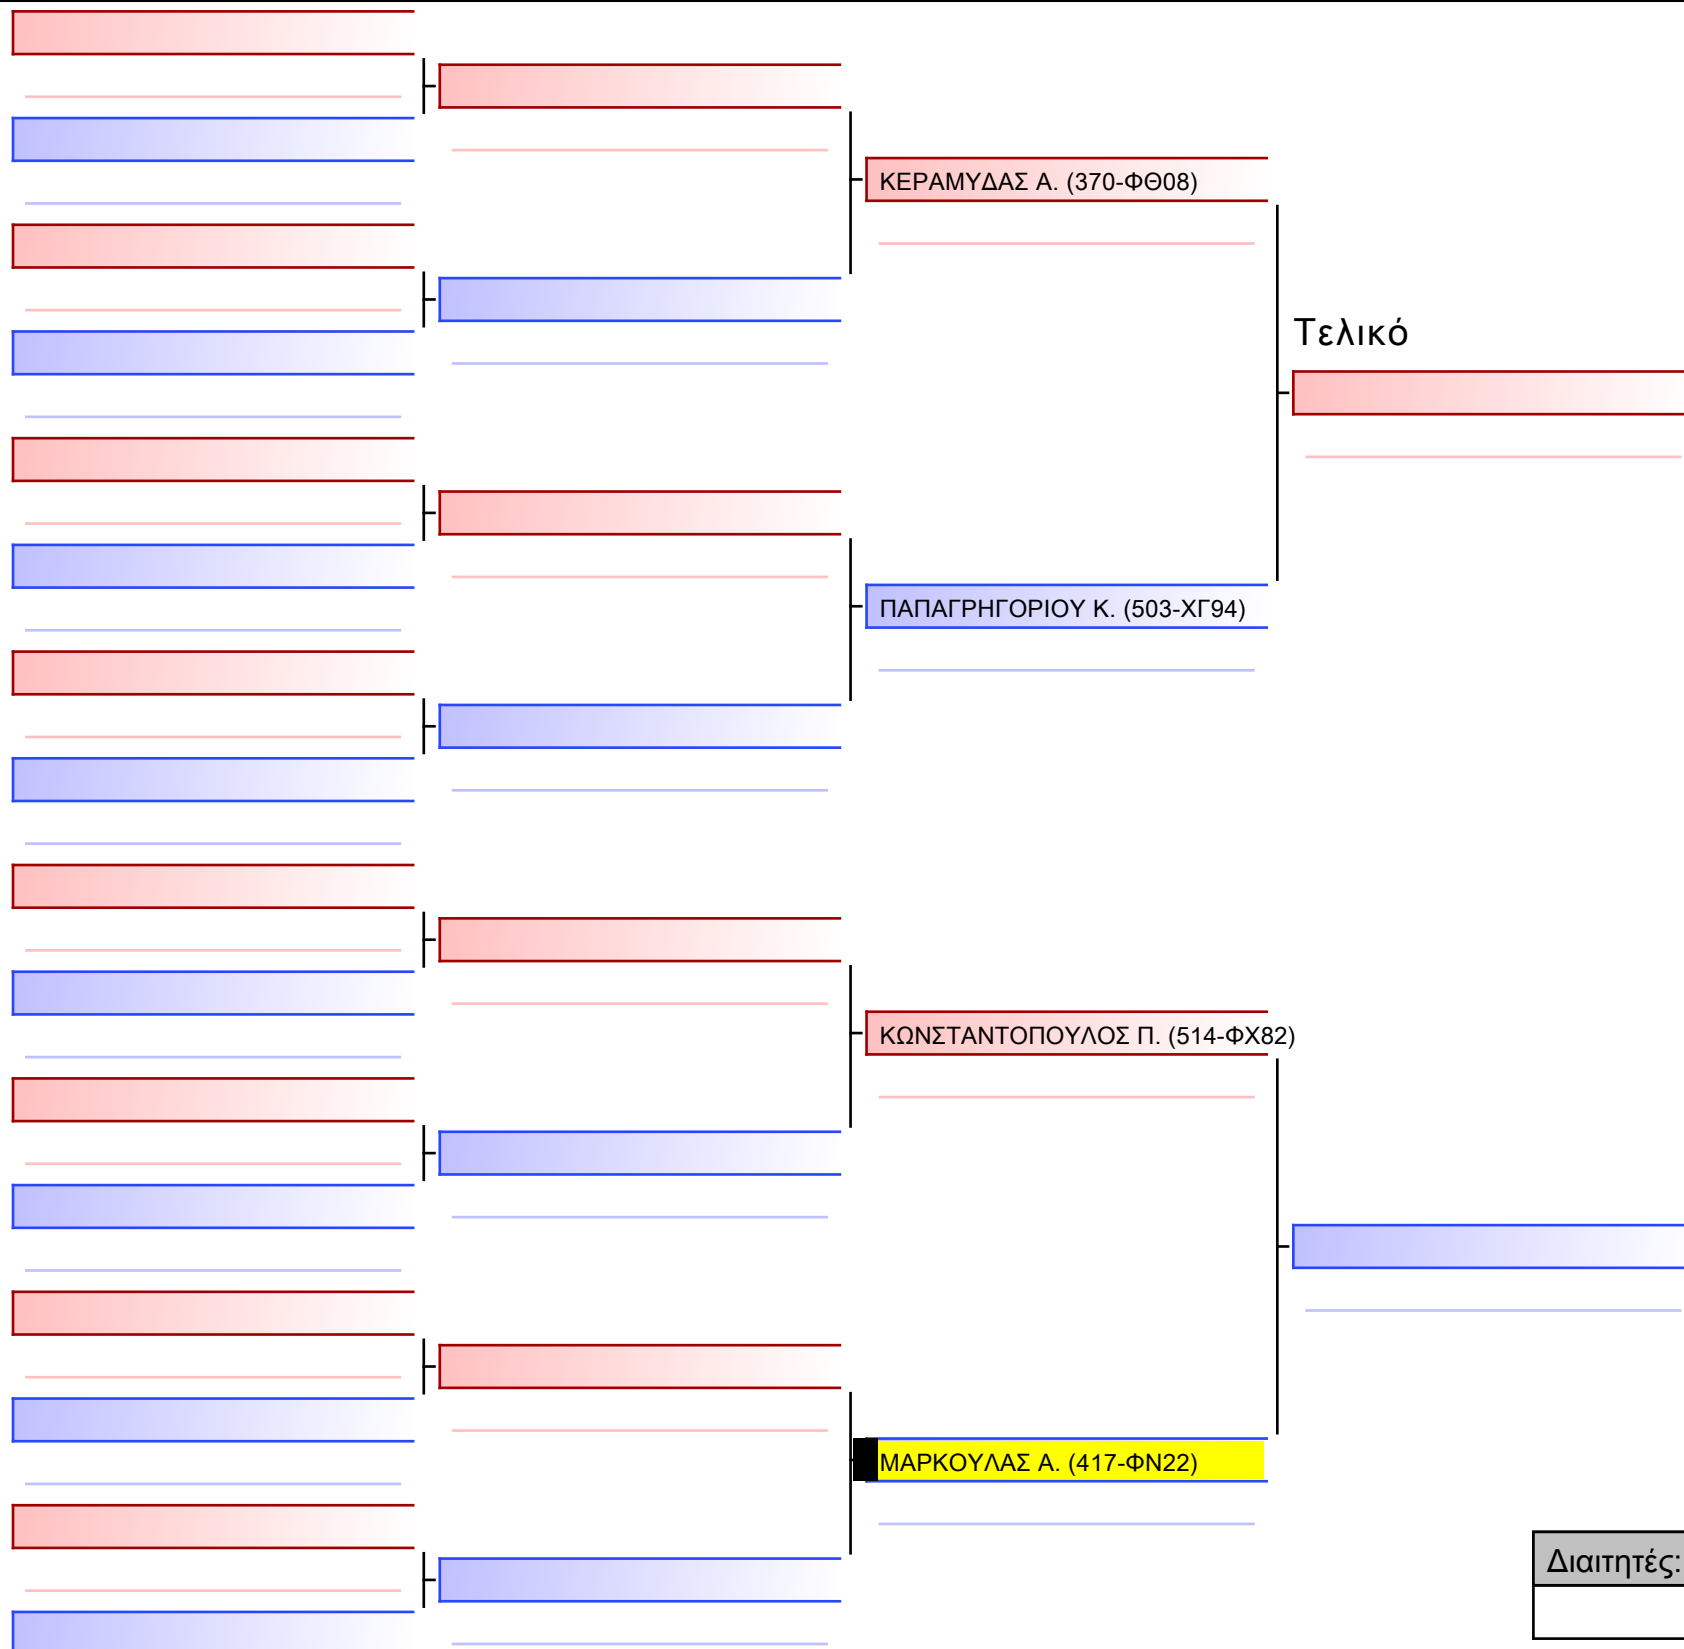 ΚΕΡΑΜΥΔΑΣ Α. (370-ΦΘ08)
Τελικό
ΠΑΠΑΓΡΗΓΟΡΙΟΥ Κ. (503-ΧΓ94)
ΚΩΝΣΤΑΝΤΟΠΟΥΛΟΣ Π. (514-ΦΧ82)
ΜΑΡΚΟΥΛΑΣ Α. (417-ΦΝ22)
Διαιτητές: